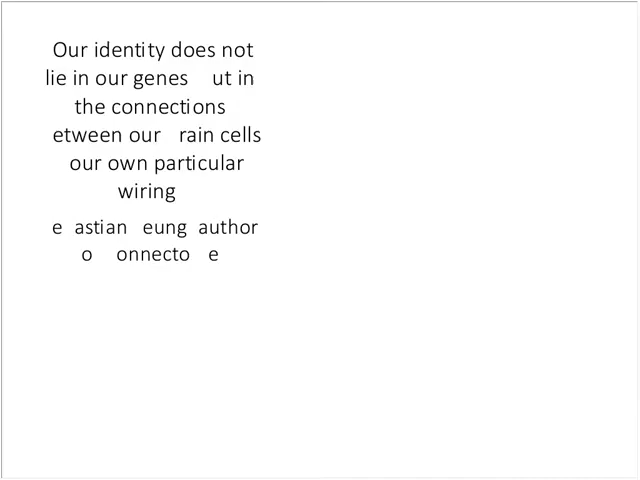 Our identity does not
lie in our genes ut in
the connections
etween our rain cells
our own particular
wiring
e astian eung author
o onnecto e